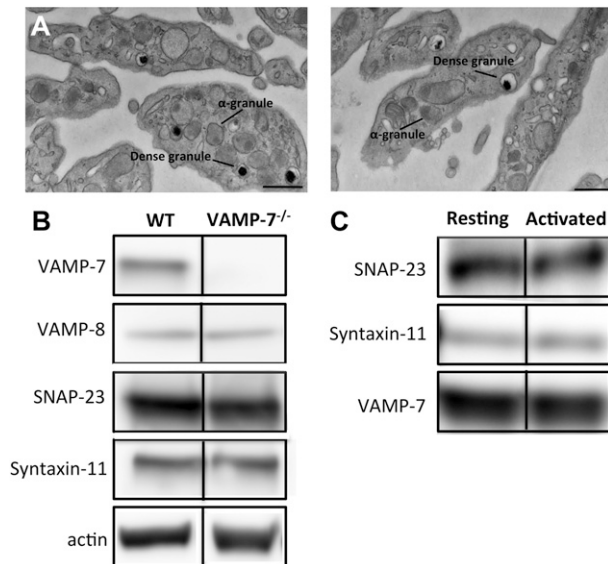 A
α-granule
Dense granule
Dense granule
α-granule
B
WT
VAMP-7-/-
VAMP-7
VAMP-8
SNAP-23
Syntaxin-11
actin
C
Resting
Activated
SNAP-23
Syntaxin-11
VAMP-7